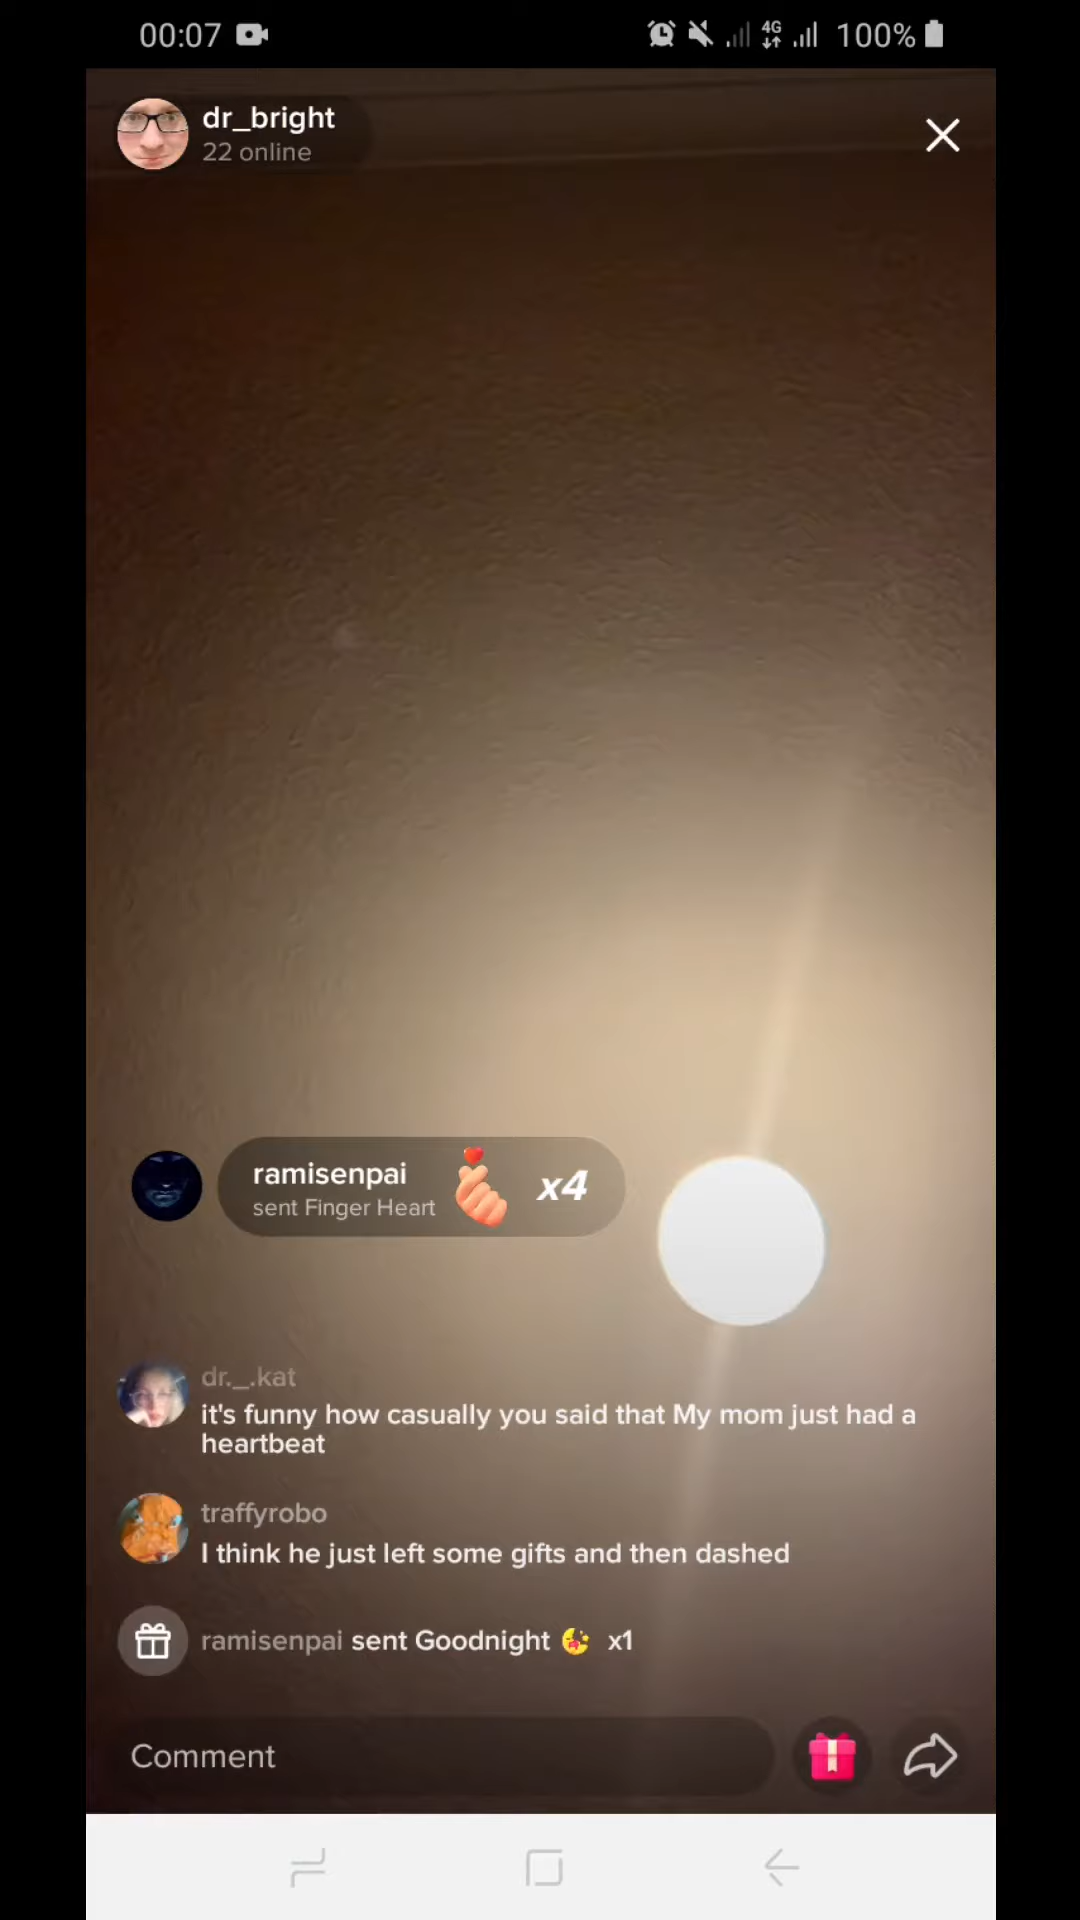 00:07
4G
100%
dr_bright
22 online
ramisenpai
sent Finger Heart
x4
dr._.kat
it's funny how casually you said that My mom just had a
heartbeat
traffyrobo
I think he just left some gifts and then dashed
ramisenpai sent Goodnight x1
Comment